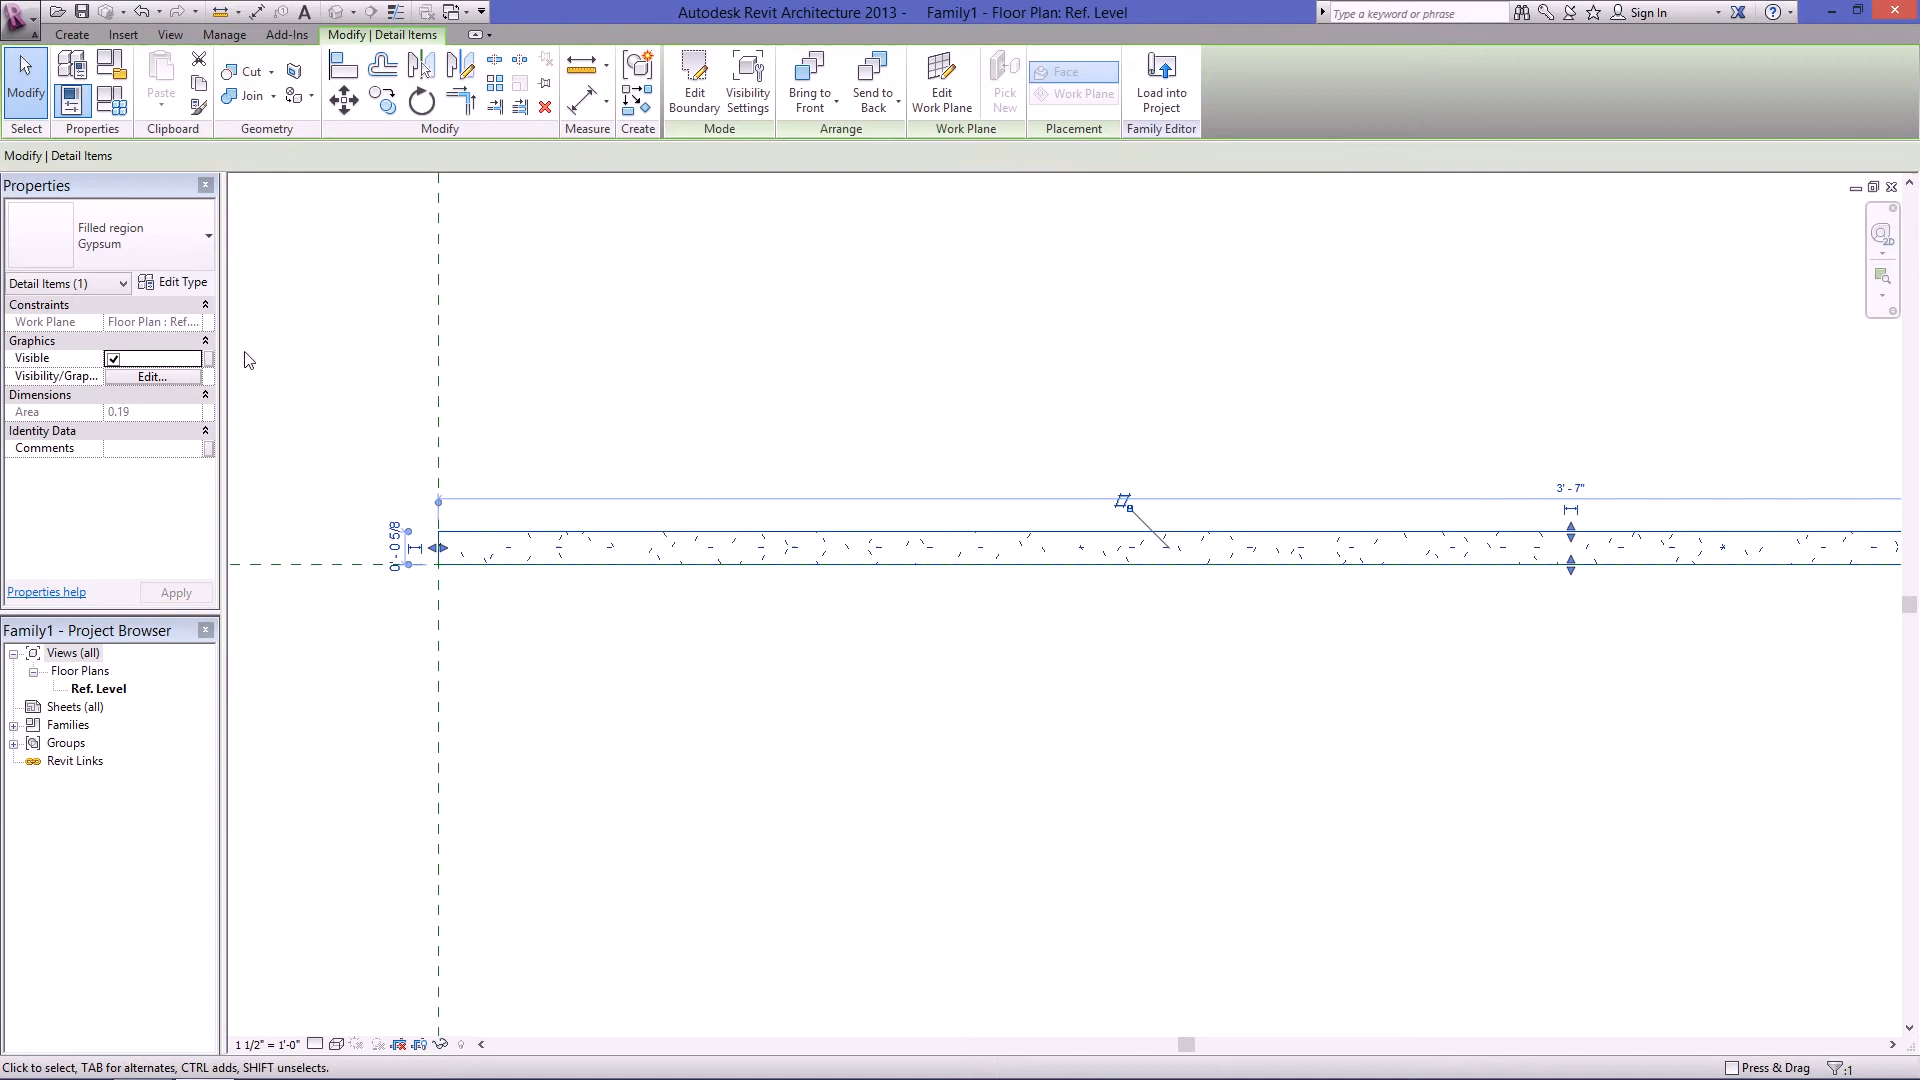 Autodesk Revit Architecture 2013 - Family1 - Floor Plan: Ref. Level
Type a keyword or phrase
Sign In
Create Insert View Manage Add-Ins Modify | Detail Items
Modify
Paste
Cut
Join
Edit Boundary
Visibility Settings
Bring to Front
Send to Back
Edit Work Plane
Pick New
Face
Work Plane
Load into Project
Select Properties Clipboard Geometry Modify Measure Create Mode Arrange Work Plane Placement Family Editor
Modify | Detail Items
Properties
Filled region
Gypsum
Detail Items (1) Edit Type
Constraints
Work Plane Floor Plan : Ref....
Graphics
Visible
Visibility/Grap... Edit...
Dimensions
Area 0.19
Identity Data
Comments
Properties help Apply
Family1 - Project Browser
Views (all)
Floor Plans
Ref. Level
Sheets (all)
Families
Groups
Revit Links
3' - 7"
0' - 0 5/8
2D
1 1/2" = 1'-0"
Click to select, TAB for alternates, CTRL adds, SHIFT unselects.
Press & Drag
:1